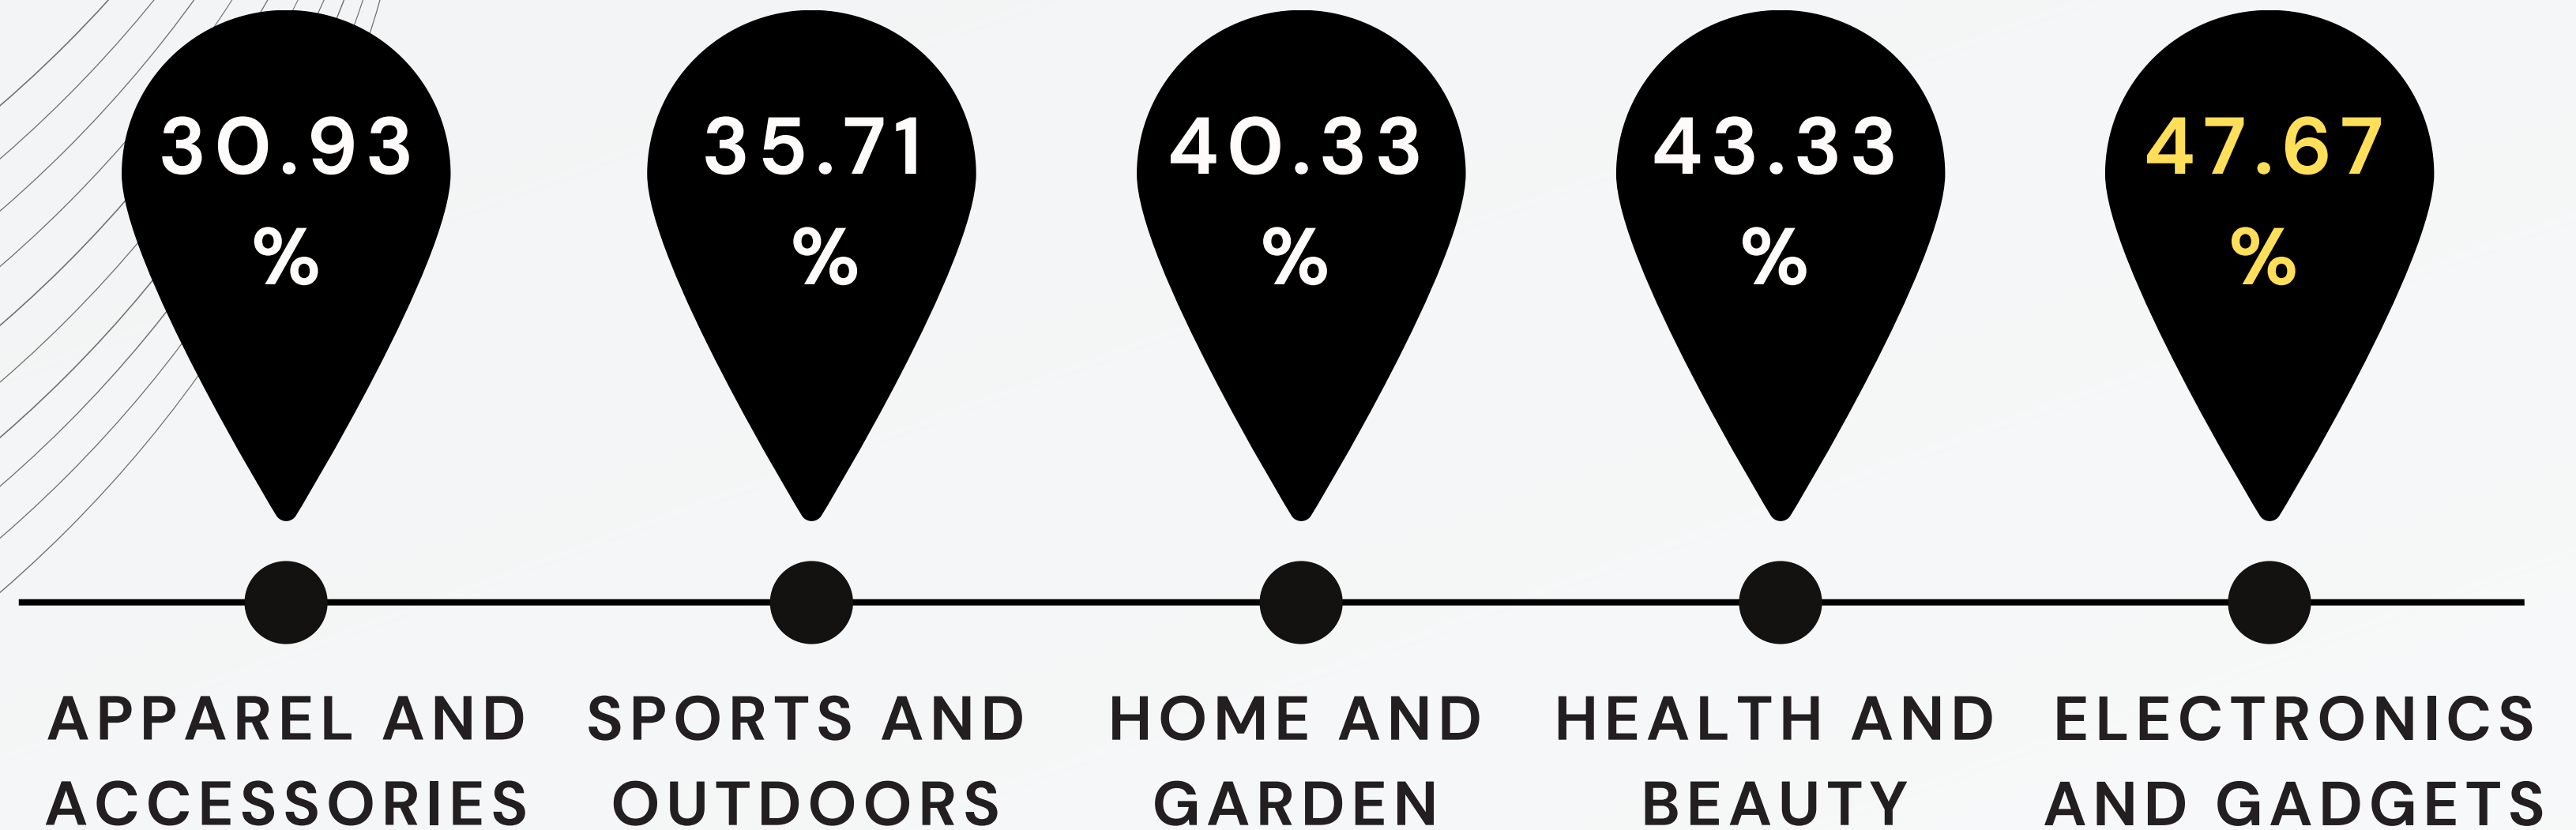 30.93
%
35.71
%
40.33
%
43.33
%
47.67
%
APPAREL AND
ACCESSORIES
SPORTS AND
OUTDOORS
HOME AND
GARDEN
HEALTH AND
BEAUTY
ELECTRONICS
AND GADGETS